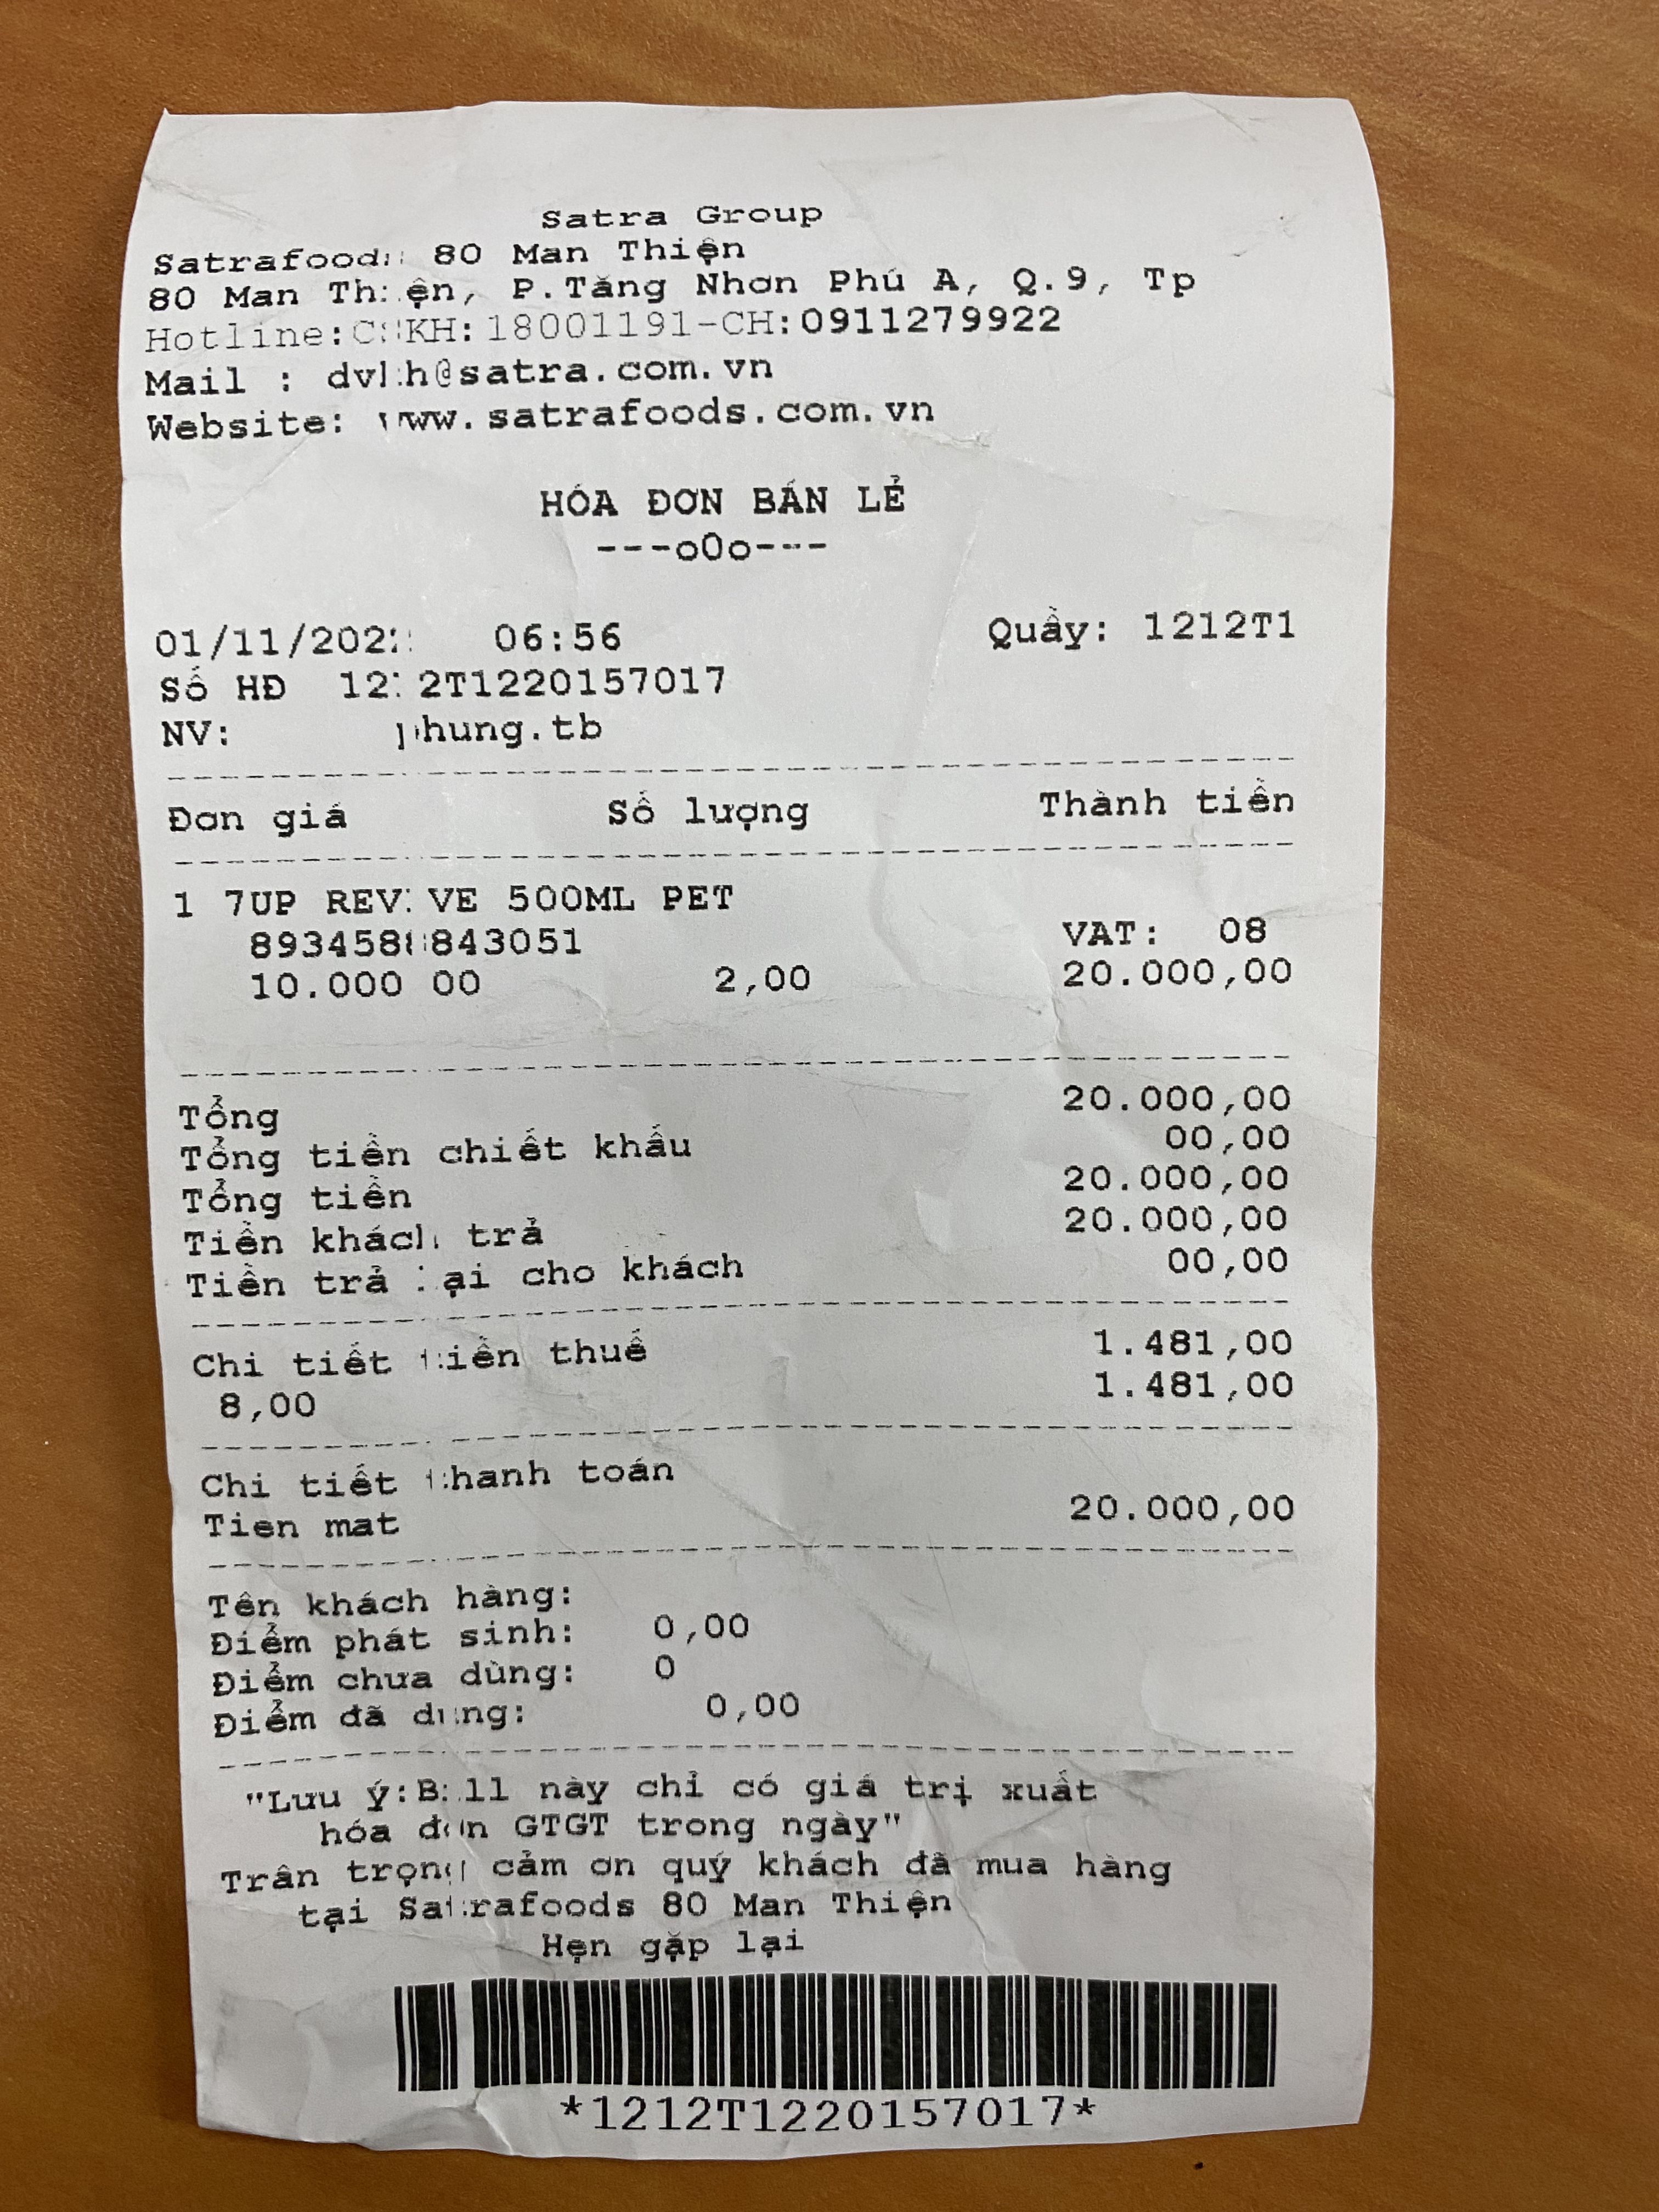 Satra Group
Satrafoods 80 Man Thiện
80 Man Thiện, P.Tăng Nhơn Phú A, Q.9, Tp
Hotline:CSKH:18001191-CH:0911279922
Mail : dvkh@satra.com.vn
Website: www.satrafoods.com.vn
HÓA ĐƠN BÁN LẺ
---oOo---
01/11/2022 06:56 Quầy: 1212T1
Số HĐ 1212T1220157017
NV: phung.tb
Đơn giá Số lượng Thành tiền
1 7UP REVIVE 500ML PET
8934588843051 VAT: 08
10.000 00 2,00 20.000,00
Tổng 20.000,00
Tổng tiền chiết khấu 00,00
Tổng tiền 20.000,00
Tiền khách trả 20.000,00
Tiền trả lại cho khách 00,00
Chi tiết tiền thuế 1.481,00
8,00 1.481,00
Chi tiết thanh toán
Tien mat 20.000,00
Tên khách hàng:
Điểm phát sinh: 0,00
Điểm chưa dùng: 0
Điểm đã dùng: 0,00
"Lưu ý:Bill này chỉ có giá trị xuất
hóa đơn GTGT trong ngày"
Trân trọng cảm ơn quý khách đã mua hàng
tại Satrafoods 80 Man Thiện
Hẹn gặp lại
*1212T1220157017*